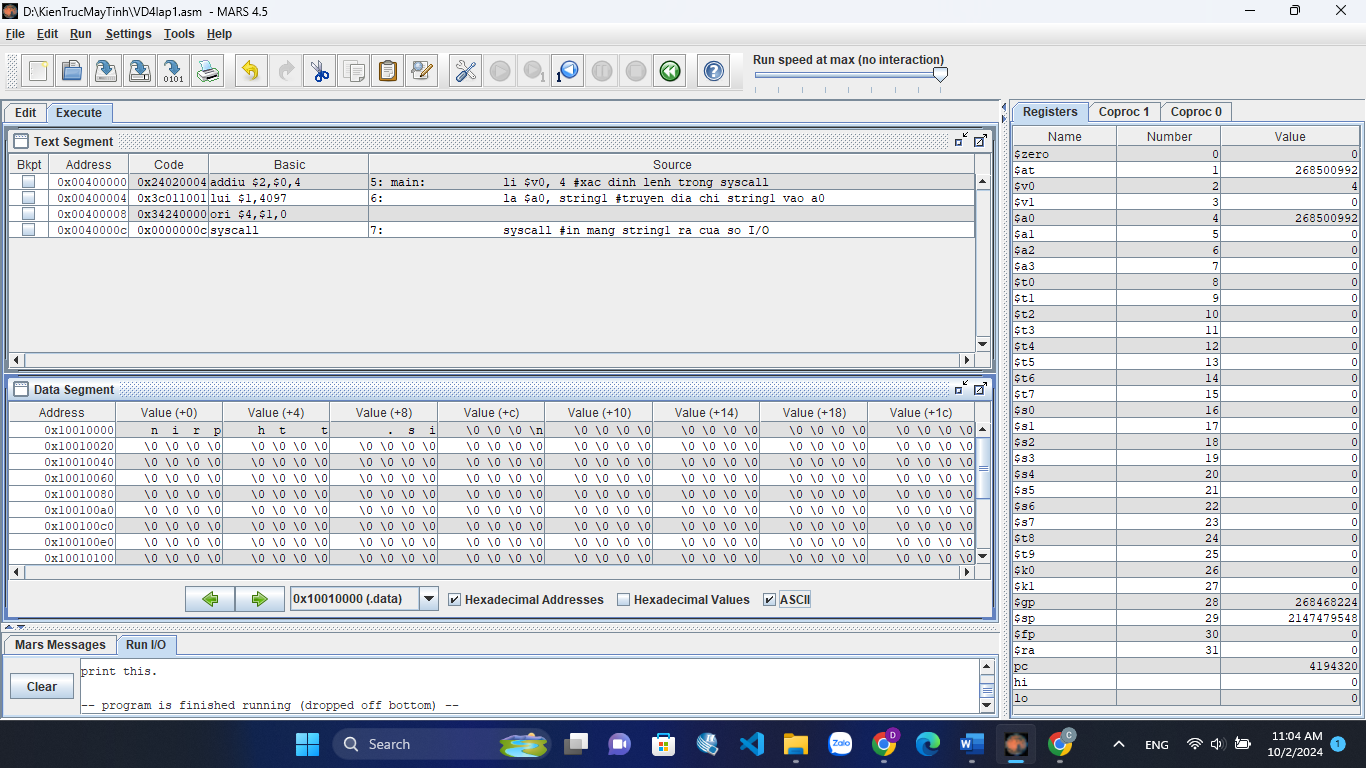 D:\KienTrucMayTinh\VD4lap1.asm - MARS 4.5
File Edit Run Settings Tools Help
Run speed at max (no interaction)
Edit Execute
Text Segment
Bkpt Address Code Basic Source
0x00400000 0x24020004 addiu $2,$0,4 5: main: li $v0, 4 #xac dinh lenh trong syscall
0x00400004 0x3c011001 lui $1,4097 6: la $a0, string1 #truyen dia chi string1 vao a0
0x00400008 0x34240000 ori $4,$1,0
0x0040000c 0x0000000c syscall 7: syscall #in mang string1 ra cua so I/O
Data Segment
Address Value (+0) Value (+4) Value (+8) Value (+c) Value (+10) Value (+14) Value (+18) Value (+1c)
0x10010000 n i r p h t t . s i \0 \0 \0 \n \0 \0 \0 \0 \0 \0 \0 \0 \0 \0 \0 \0 \0 \0 \0 \0
0x10010020 \0 \0 \0 \0 \0 \0 \0 \0 \0 \0 \0 \0 \0 \0 \0 \0 \0 \0 \0 \0 \0 \0 \0 \0 \0 \0 \0 \0 \0 \0 \0 \0
0x10010040 \0 \0 \0 \0 \0 \0 \0 \0 \0 \0 \0 \0 \0 \0 \0 \0 \0 \0 \0 \0 \0 \0 \0 \0 \0 \0 \0 \0 \0 \0 \0 \0
0x10010060 \0 \0 \0 \0 \0 \0 \0 \0 \0 \0 \0 \0 \0 \0 \0 \0 \0 \0 \0 \0 \0 \0 \0 \0 \0 \0 \0 \0 \0 \0 \0 \0
0x10010080 \0 \0 \0 \0 \0 \0 \0 \0 \0 \0 \0 \0 \0 \0 \0 \0 \0 \0 \0 \0 \0 \0 \0 \0 \0 \0 \0 \0 \0 \0 \0 \0
0x100100a0 \0 \0 \0 \0 \0 \0 \0 \0 \0 \0 \0 \0 \0 \0 \0 \0 \0 \0 \0 \0 \0 \0 \0 \0 \0 \0 \0 \0 \0 \0 \0 \0
0x100100c0 \0 \0 \0 \0 \0 \0 \0 \0 \0 \0 \0 \0 \0 \0 \0 \0 \0 \0 \0 \0 \0 \0 \0 \0 \0 \0 \0 \0 \0 \0 \0 \0
0x100100e0 \0 \0 \0 \0 \0 \0 \0 \0 \0 \0 \0 \0 \0 \0 \0 \0 \0 \0 \0 \0 \0 \0 \0 \0 \0 \0 \0 \0 \0 \0 \0 \0
0x10010100 \0 \0 \0 \0 \0 \0 \0 \0 \0 \0 \0 \0 \0 \0 \0 \0 \0 \0 \0 \0 \0 \0 \0 \0 \0 \0 \0 \0 \0 \0 \0 \0
0x10010000 (.data) Hexadecimal Addresses Hexadecimal Values ASCII
Mars Messages Run I/O
Clear
print this.
-- program is finished running (dropped off bottom) --
Registers Coproc 1 Coproc 0
Name Number Value
$zero 0 0
$at 1 268500992
$v0 2 4
$v1 3 0
$a0 4 268500992
$a1 5 0
$a2 6 0
$a3 7 0
$t0 8 0
$t1 9 0
$t2 10 0
$t3 11 0
$t4 12 0
$t5 13 0
$t6 14 0
$t7 15 0
$s0 16 0
$s1 17 0
$s2 18 0
$s3 19 0
$s4 20 0
$s5 21 0
$s6 22 0
$s7 23 0
$t8 24 0
$t9 25 0
$k0 26 0
$k1 27 0
$gp 28 268468224
$sp 29 2147479548
$fp 30 0
$ra 31 0
pc 4194320
hi 0
lo 0
Search
Zalo
D
W
C
ENG
11:04 AM
10/2/2024
1